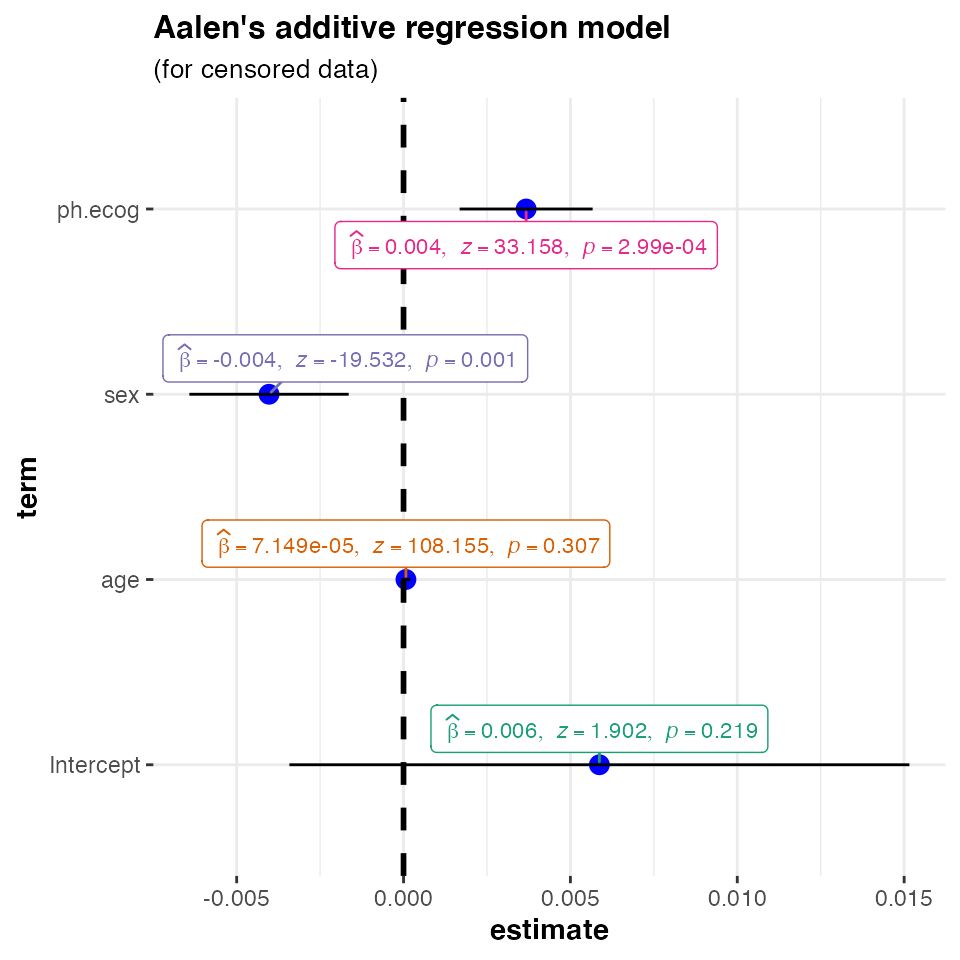 Aalen's additive regression model
(for censored data)
ph.ecog
β̂ = 0.004, z = 33.158, p = 2.99e-04
β̂ = -0.004, z = -19.532, p = 0.001
sex
β̂ = 7.149e-05, z = 108.155, p = 0.307
age
β̂ = 0.006, z = 1.902, p = 0.219
Intercept
term
-0.005 0.000 0.005 0.010 0.015
estimate